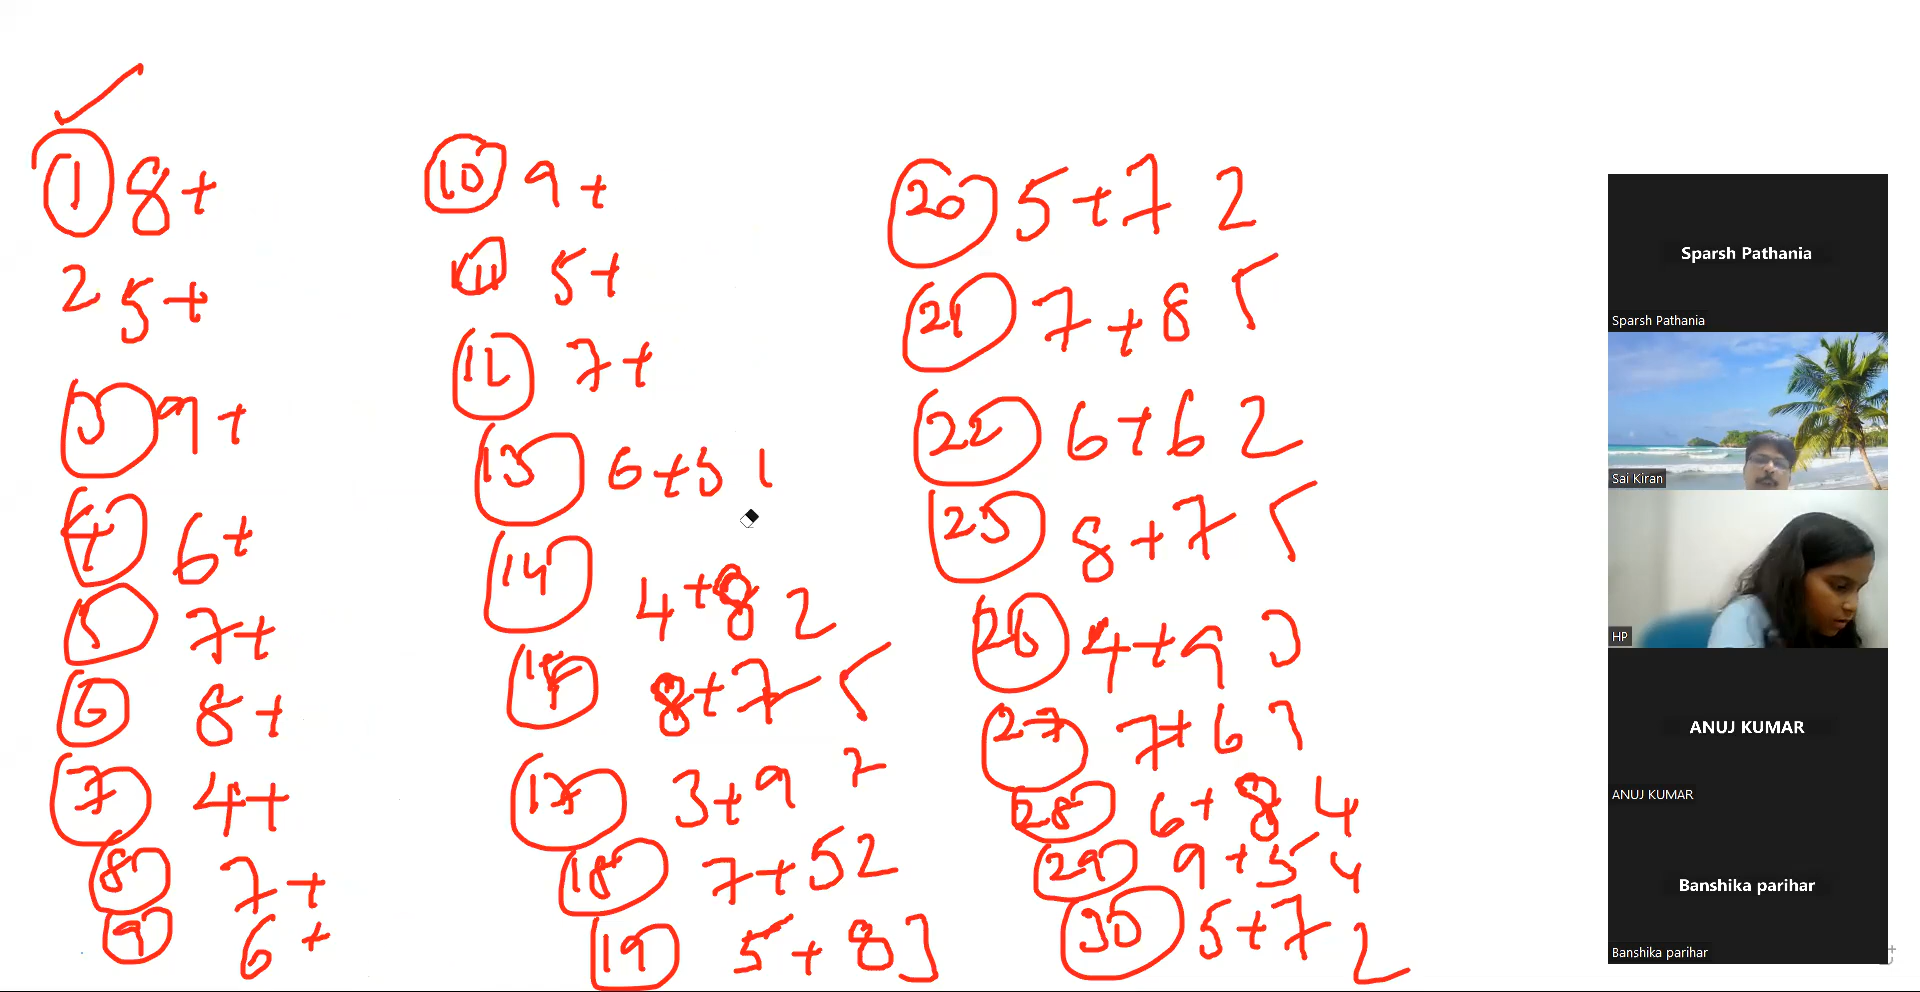 1 8+
2 5+
3 9+
4 6+
5 7+
6 8+
7 4+
8 7+
9 6+
10 9+
11 5+
12 7+
13 6+5 1
14 4+8 2
15 8+7 5
17 3+9 2
18 7+5 2
19 5+8 3
20 5+7 2
21 7+8 5
22 6+6 2
23 8+7 5
26 4+9 3
27 7+6 3
28 6+8 4
29 9+5 4
30 5+7 2
Sparsh Pathania
Sparsh Pathania
Sai Kiran
HP
ANUJ KUMAR
ANUJ KUMAR
Banshika parihar
Banshika parihar